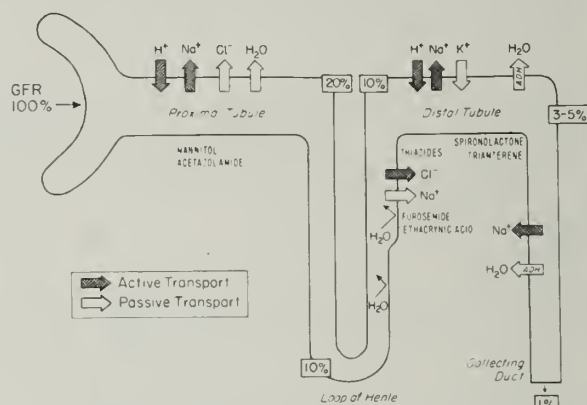 GFR
100%
H⁺ Na⁺ Cl⁻ H₂O
Proximal Tubule
MANNITOL
ACETAZOLAMIDE
20%
10%
H⁺ Na⁺ K⁺ H₂O
ADH
Distal Tubule
3-5%
THIAZIDES
SPIRONOLACTONE
TRIAMTERENE
Cl⁻
Na⁺
FUROSEMIDE
ETHACRYNIC ACID
H₂O
H₂O
Na⁺
H₂O ADH
Active Transport
Passive Transport
10%
Loop of Henle
Collecting
Duct
1%